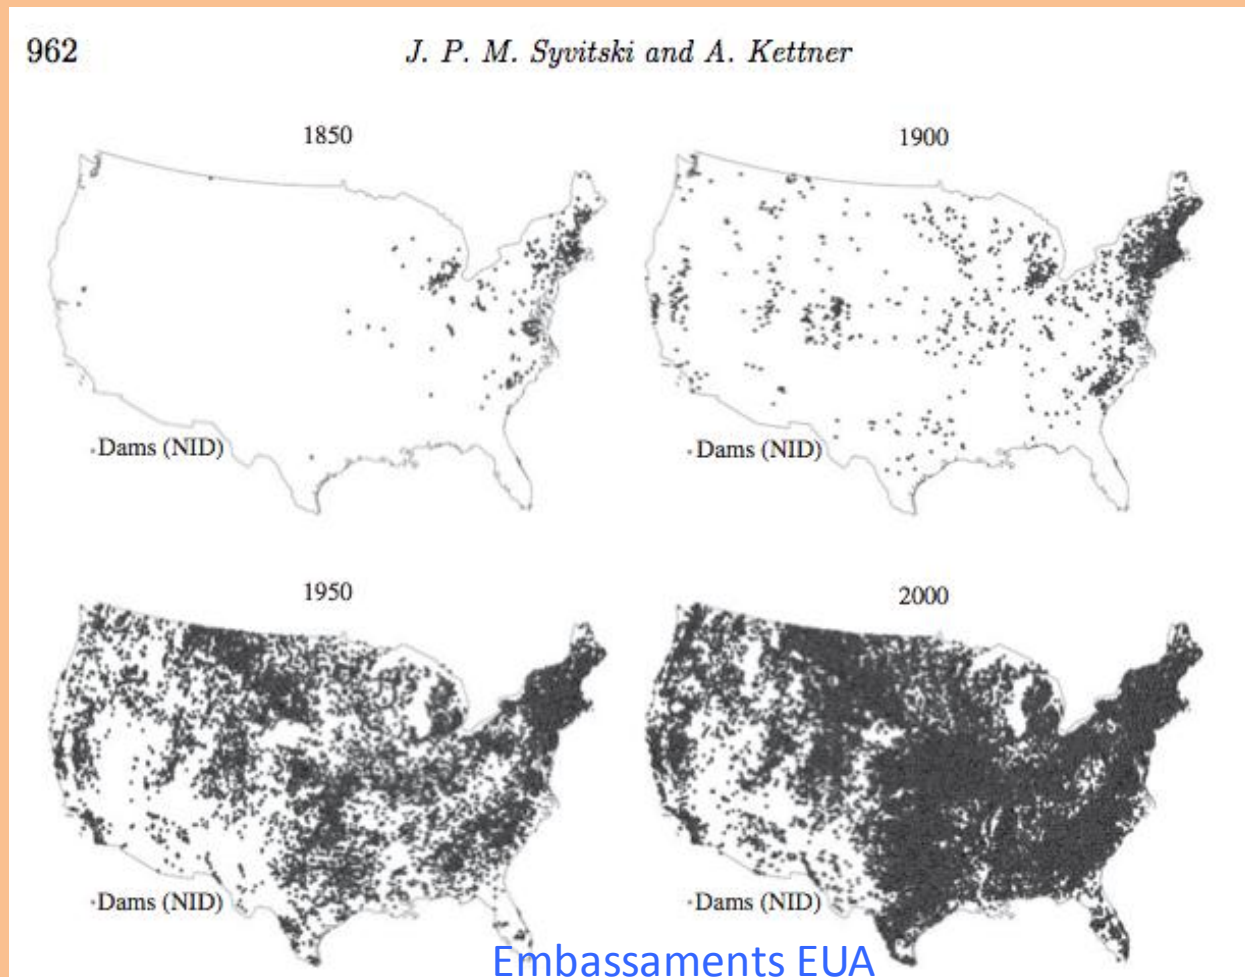 962 J. P. M. Syvitski and A. Kettner
1850 1900
·Dams (NID) ·Dams (NID)
1950 2000
·Dams (NID) ·Dams (NID)
Embassaments EUA